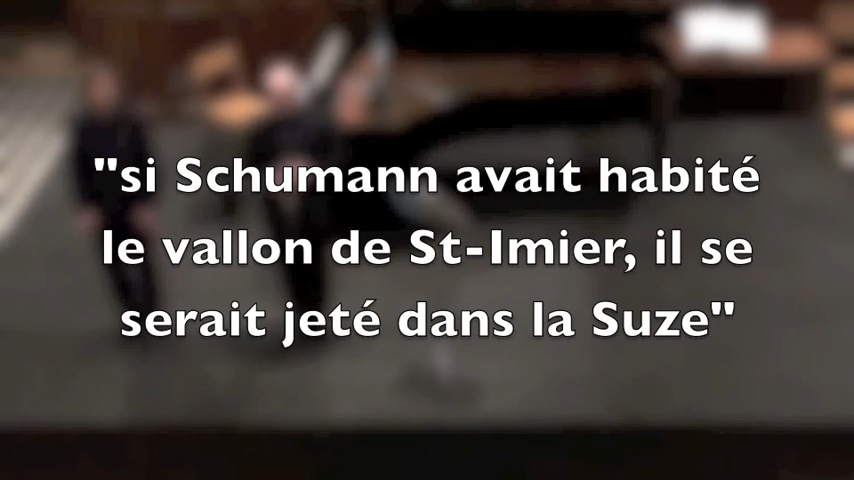 "si Schumann avait habité
le vallon de St-Imier, il se
serait jeté dans la Suze"